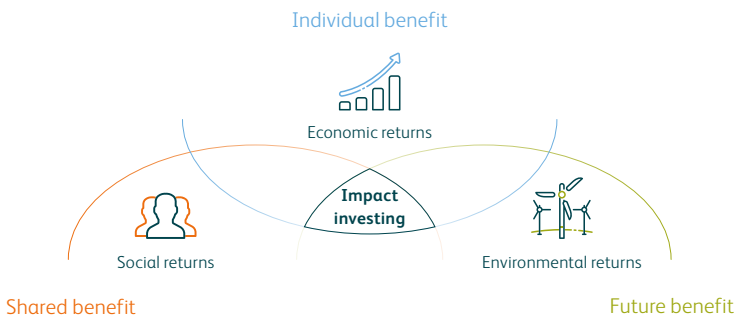 Individual benefit
Economic returns
Impact
investing
Social returns
Environmental returns
Shared benefit
Future benefit